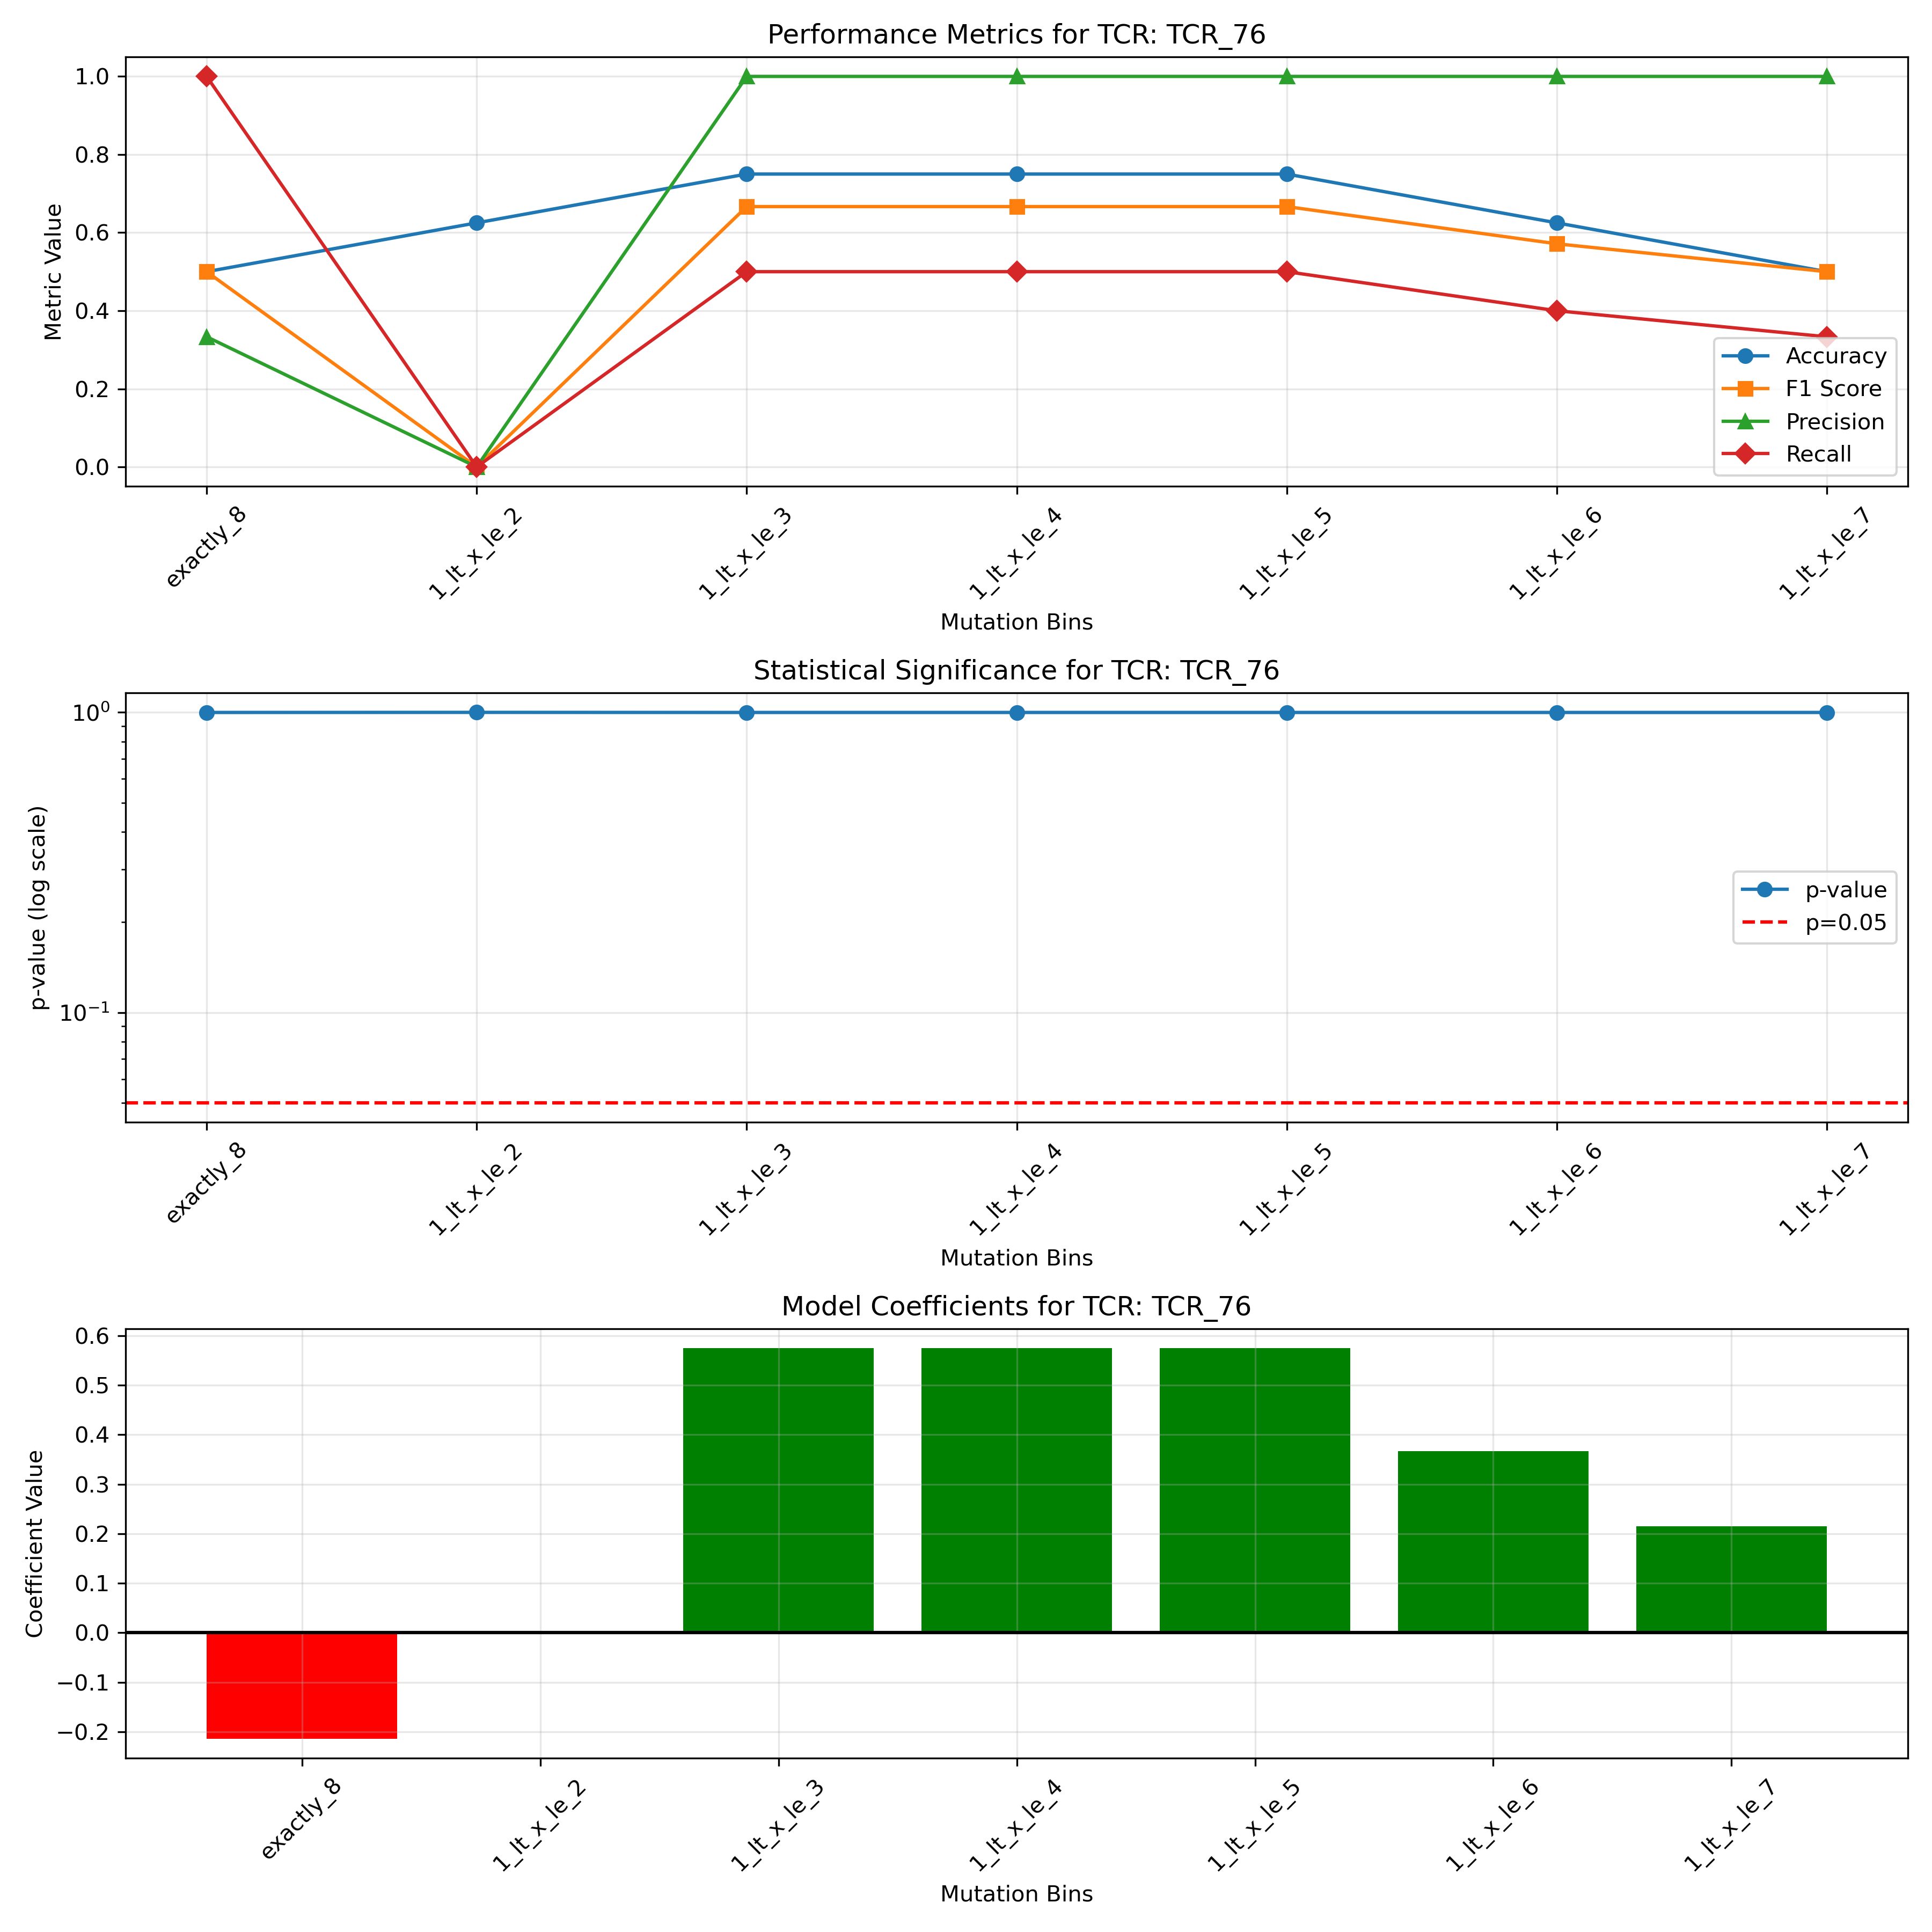 Performance Metrics for TCR: TCR_76
Metric Value
1.0
0.8
0.6
0.4
0.2
0.0
Accuracy
F1 Score
Precision
Recall
exactly_8
1_lt_x_le_2
1_lt_x_le_3
1_lt_x_le_4
1_lt_x_le_5
1_lt_x_le_6
1_lt_x_le_7
Mutation Bins
Statistical Significance for TCR: TCR_76
p-value (log scale)
10⁰
10⁻¹
p-value
p=0.05
exactly_8
1_lt_x_le_2
1_lt_x_le_3
1_lt_x_le_4
1_lt_x_le_5
1_lt_x_le_6
1_lt_x_le_7
Mutation Bins
Model Coefficients for TCR: TCR_76
Coefficient Value
0.6
0.5
0.4
0.3
0.2
0.1
0.0
−0.1
−0.2
exactly_8
1_lt_x_le_2
1_lt_x_le_3
1_lt_x_le_4
1_lt_x_le_5
1_lt_x_le_6
1_lt_x_le_7
Mutation Bins